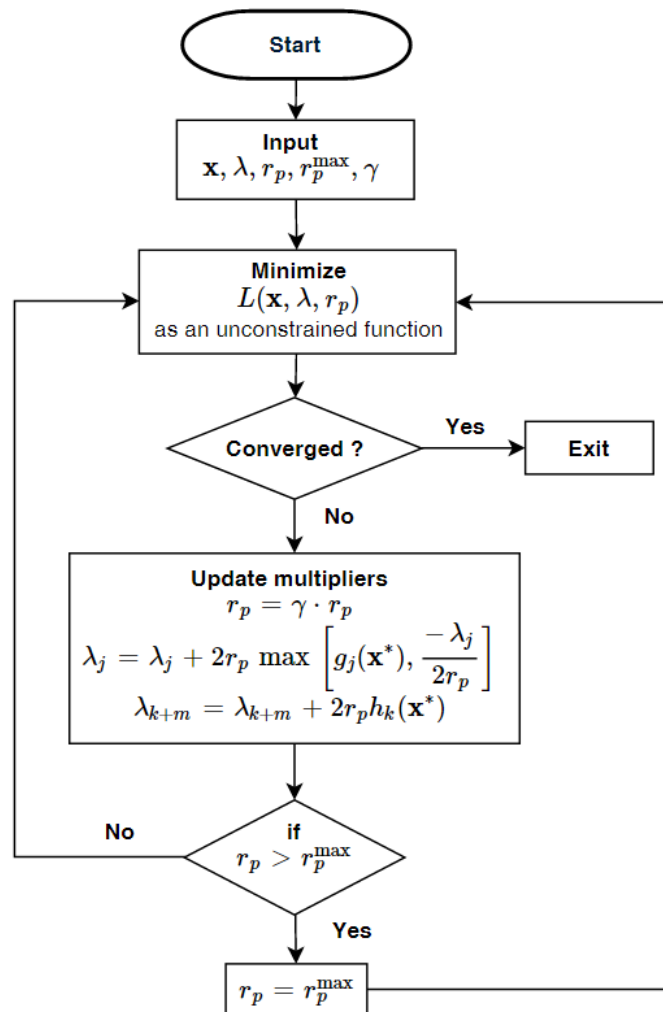 Start
Input
𝐱, λ, r_p, r_p^max, γ
Minimize
L(𝐱, λ, r_p)
as an unconstrained function
Converged ?
Yes
Exit
No
Update multipliers
r_p = γ · r_p
λ_j = λ_j + 2r_p max [g_j(𝐱*), −λ_j / 2r_p]
λ_{k+m} = λ_{k+m} + 2r_p h_k(𝐱*)
No
if
r_p > r_p^max
Yes
r_p = r_p^max